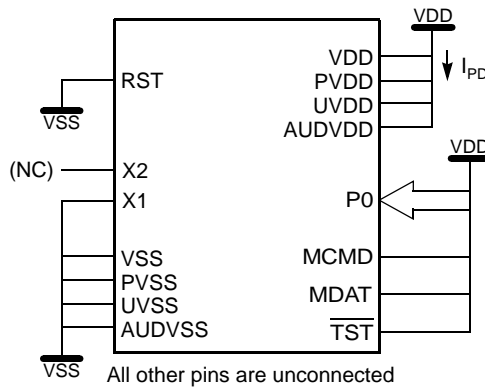 VDD
VDD
I_PD
PVDD
RST
UVDD
VSS
AUDVDD
VDD
(NC)
X2
X1
P0
VSS
MCMD
PVSS
MDAT
UVSS
AUDVSS
TST
VSS
All other pins are unconnected